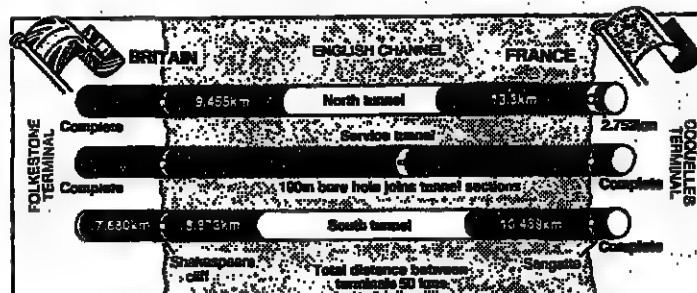 BRITAIN
ENGLISH CHANNEL
FRANCE
9.455km
North tunnel
13.3km
Complete
Service tunnel
2.752km
FOLKESTONE TERMINAL
COQUELLES TERMINAL
Complete
100m bore hole joins tunnel sections
Complete
7.680km
South tunnel
Complete
Shakespeare cliff
Sangatte
Total distance between
terminals 50 kms